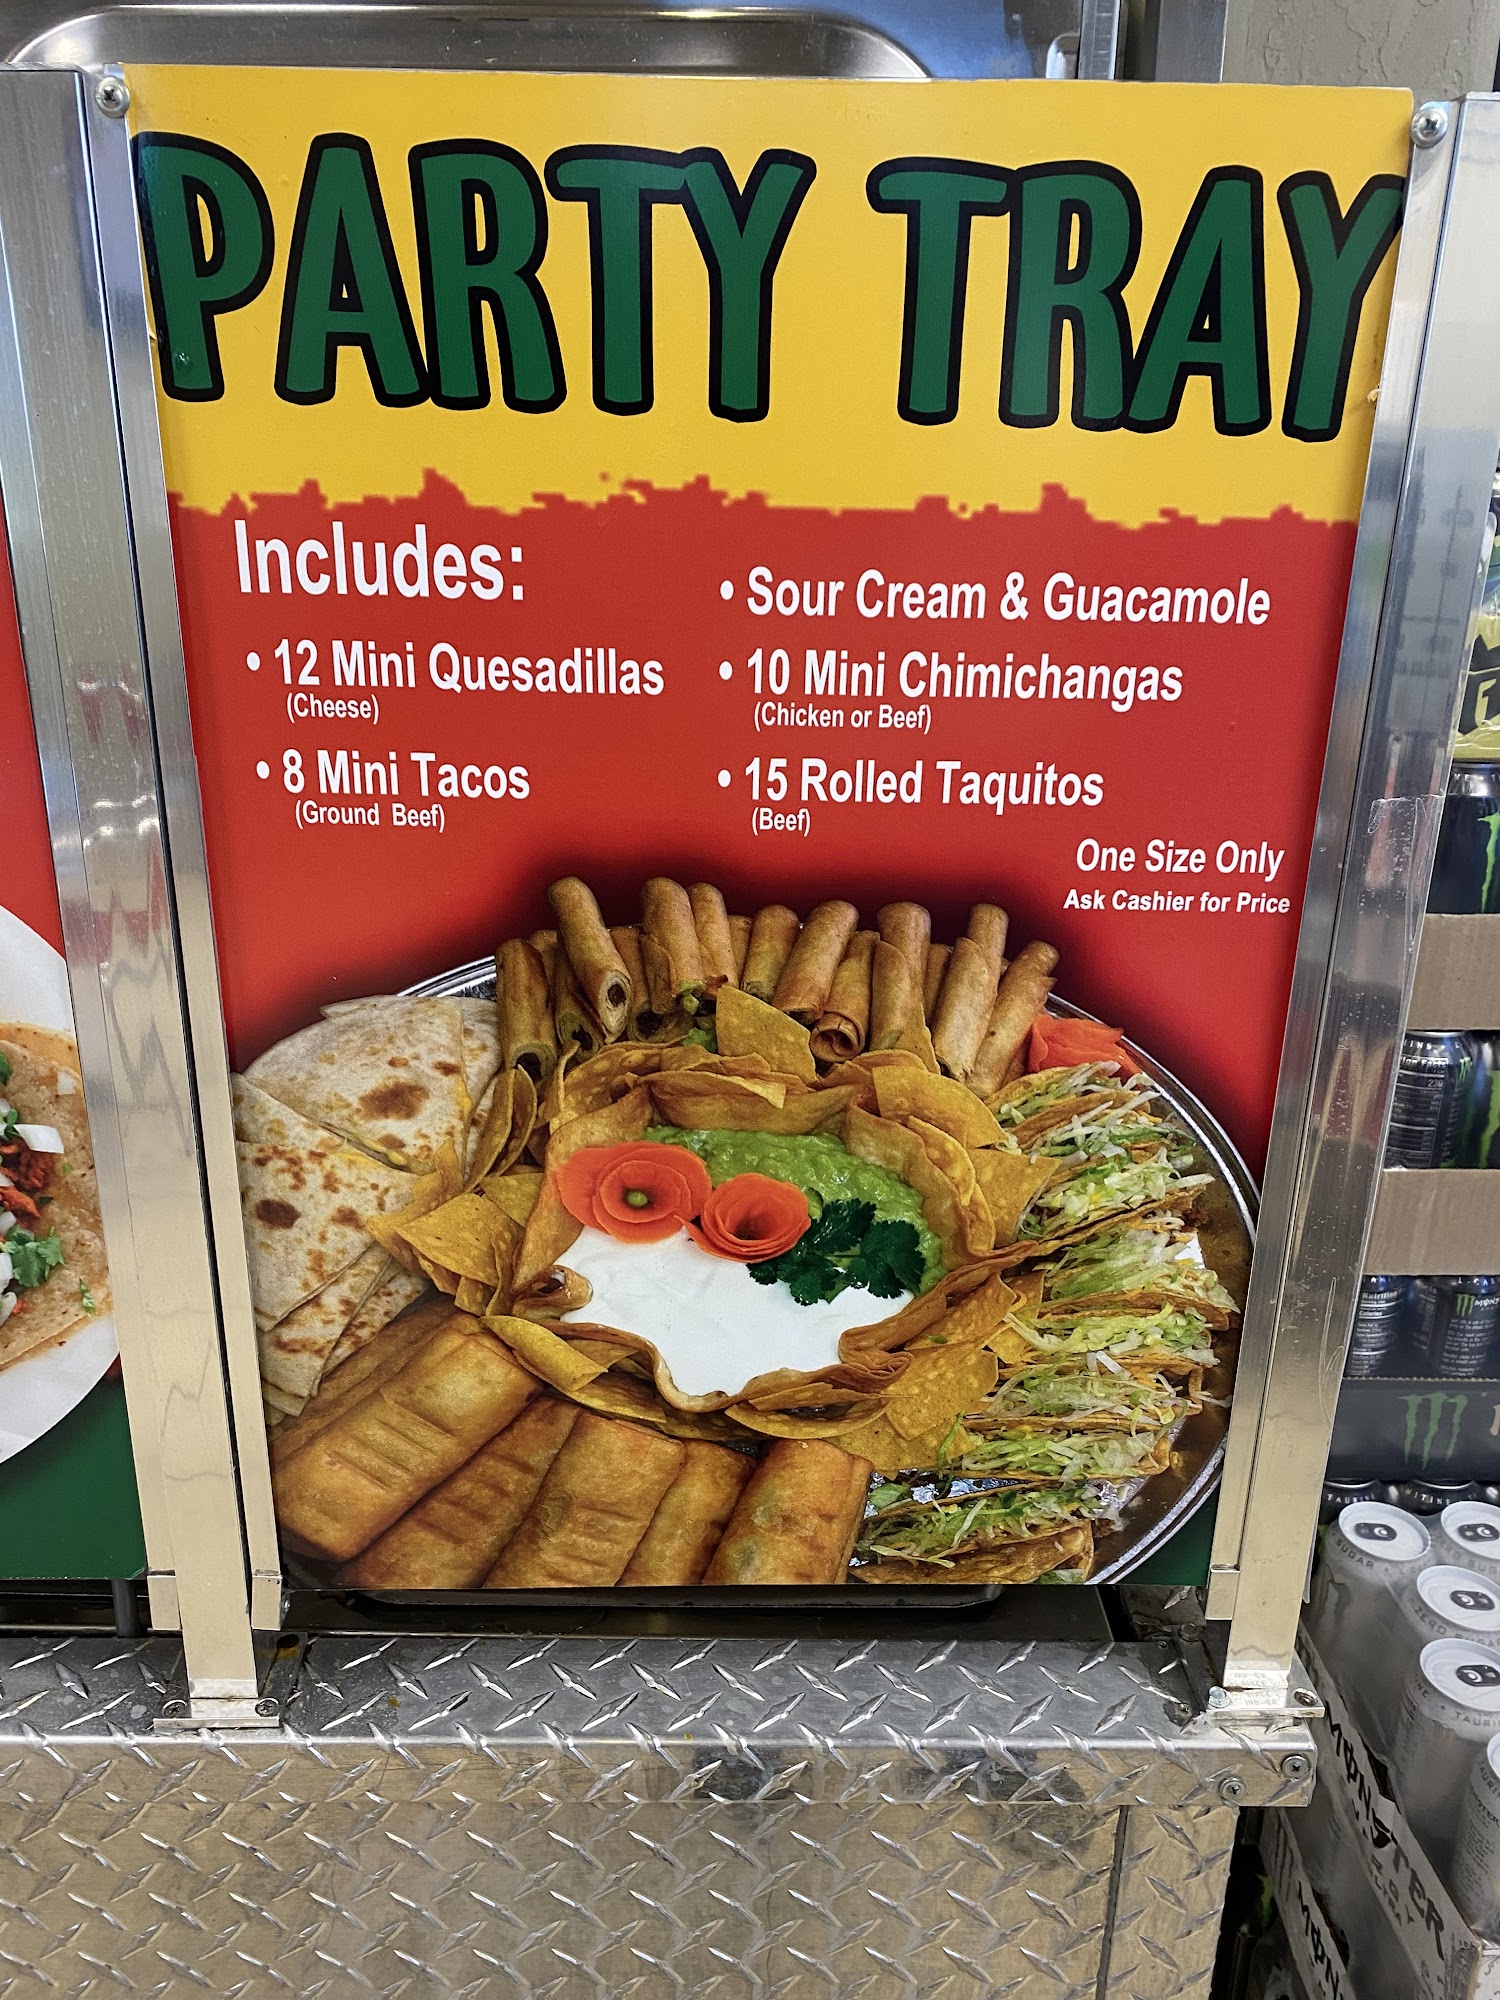 PARTY TRAY
Includes:
• 12 Mini Quesadillas
(Cheese)
• 8 Mini Tacos
(Ground Beef)
• Sour Cream & Guacamole
• 10 Mini Chimichangas
(Chicken or Beef)
• 15 Rolled Taquitos
(Beef)
One Size Only
Ask Cashier for Price
MONSTER